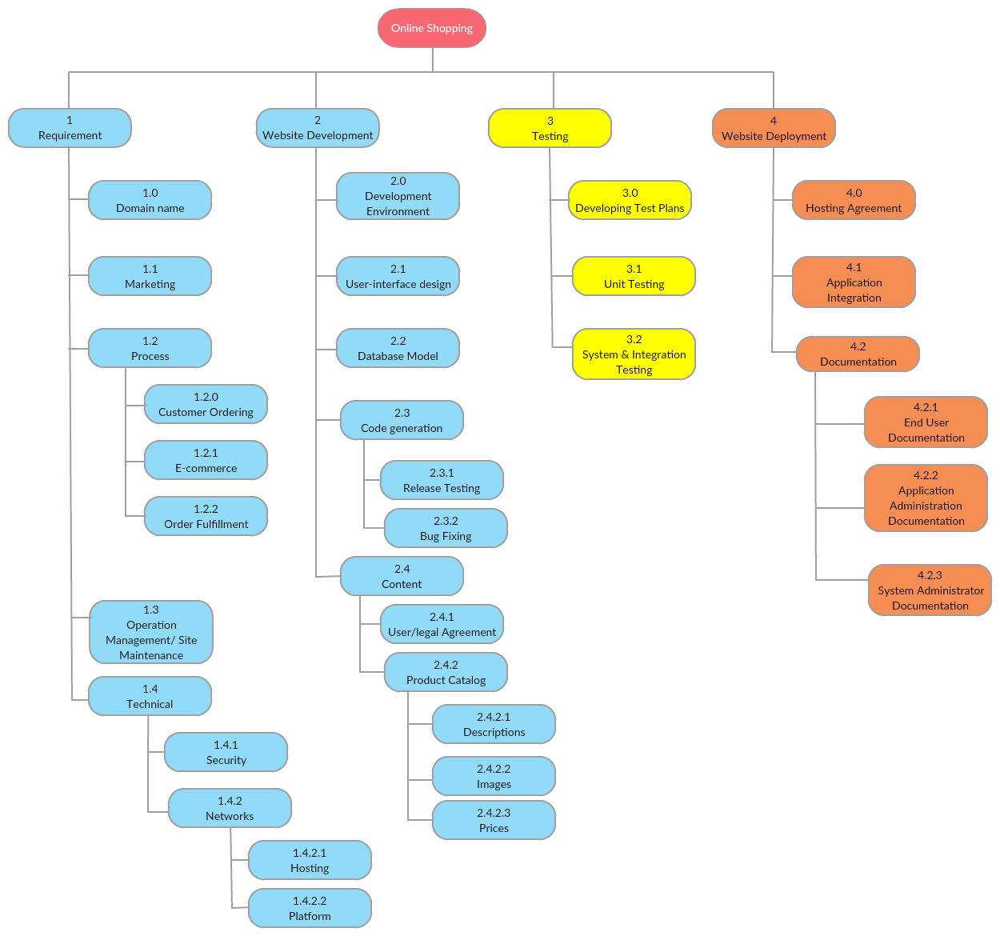 Online Shopping
1
Requirement
1.0
Domain name
1.1
Marketing
1.2
Process
1.2.0
Customer Ordering
1.2.1
E-commerce
1.2.2
Order Fulfillment
1.3
Operation
Management/ Site
Maintenance
1.4
Technical
1.4.1
Security
1.4.2
Networks
1.4.2.1
Hosting
1.4.2.2
Platform
2
Website Development
2.0
Development
Environment
2.1
User-interface design
2.2
Database Model
2.3
Code generation
2.3.1
Release Testing
2.3.2
Bug Fixing
2.4
Content
2.4.1
User/legal Agreement
2.4.2
Product Catalog
2.4.2.1
Descriptions
2.4.2.2
Images
2.4.2.3
Prices
3
Testing
3.0
Developing Test Plans
3.1
Unit Testing
3.2
System & Integration
Testing
4
Website Deployment
4.0
Hosting Agreement
4.1
Application
Integration
4.2
Documentation
4.2.1
End User
Documentation
4.2.2
Application
Administration
Documentation
4.2.3
System Administrator
Documentation